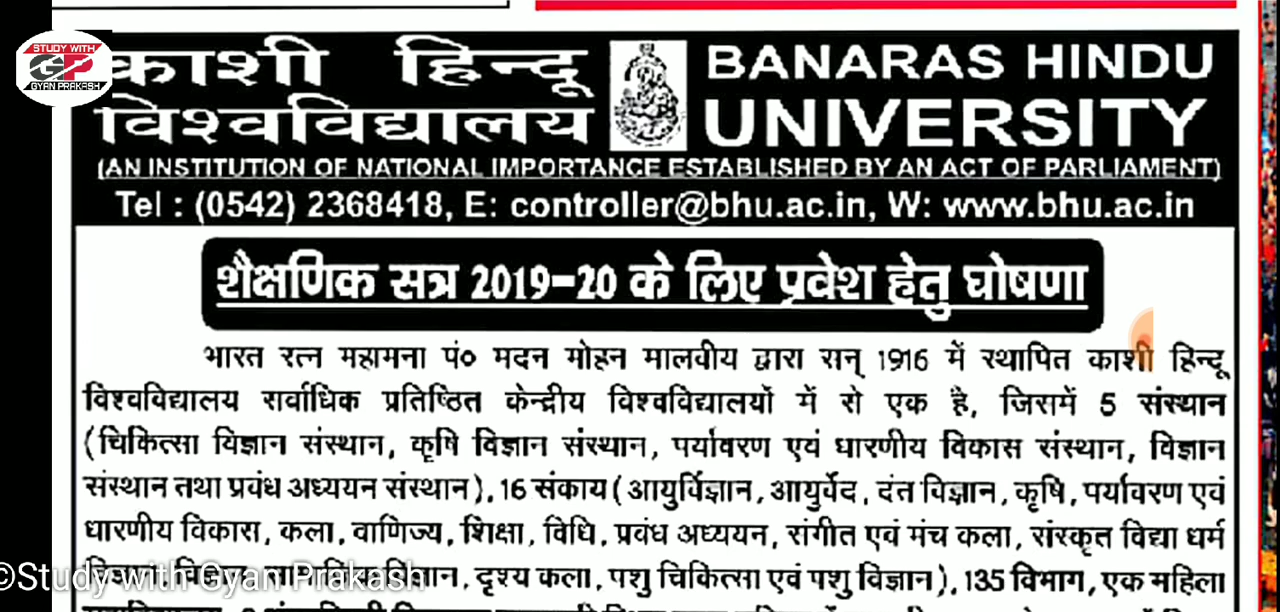 STUDY WITH
GP
GYAN PRAKASH
काशी हिन्दू
विश्वविद्यालय
BANARAS HINDU
UNIVERSITY
(AN INSTITUTION OF NATIONAL IMPORTANCE ESTABLISHED BY AN ACT OF PARLIAMENT)
Tel : (0542) 2368418, E: controller@bhu.ac.in, W: www.bhu.ac.in
शैक्षणिक सत्र 2019-20 के लिए प्रवेश हेतु घोषणा
भारत रत्न महामना पं० मदन मोहन मालवीय द्वारा सन् 1916 में स्थापित काशी हिन्दू
विश्वविद्यालय सर्वाधिक प्रतिष्ठित केन्द्रीय विश्वविद्यालयों में से एक है, जिसमें 5 संस्थान
(चिकित्सा विज्ञान संस्थान, कृषि विज्ञान संस्थान, पर्यावरण एवं धारणीय विकास संस्थान, विज्ञान
संस्थान तथा प्रबंध अध्ययन संस्थान), 16 संकाय (आयुर्विज्ञान, आयुर्वेद, दंत विज्ञान, कृषि, पर्यावरण एवं
धारणीय विकास, कला, वाणिज्य, शिक्षा, विधि, प्रबंध अध्ययन, संगीत एवं मंच कला, संस्कृत विद्या धर्म
विज्ञान, दृश्य कला, पशु चिकित्सा एवं पशु विज्ञान), 135 विभाग, एक महिला
©Study with Gyan Prakash